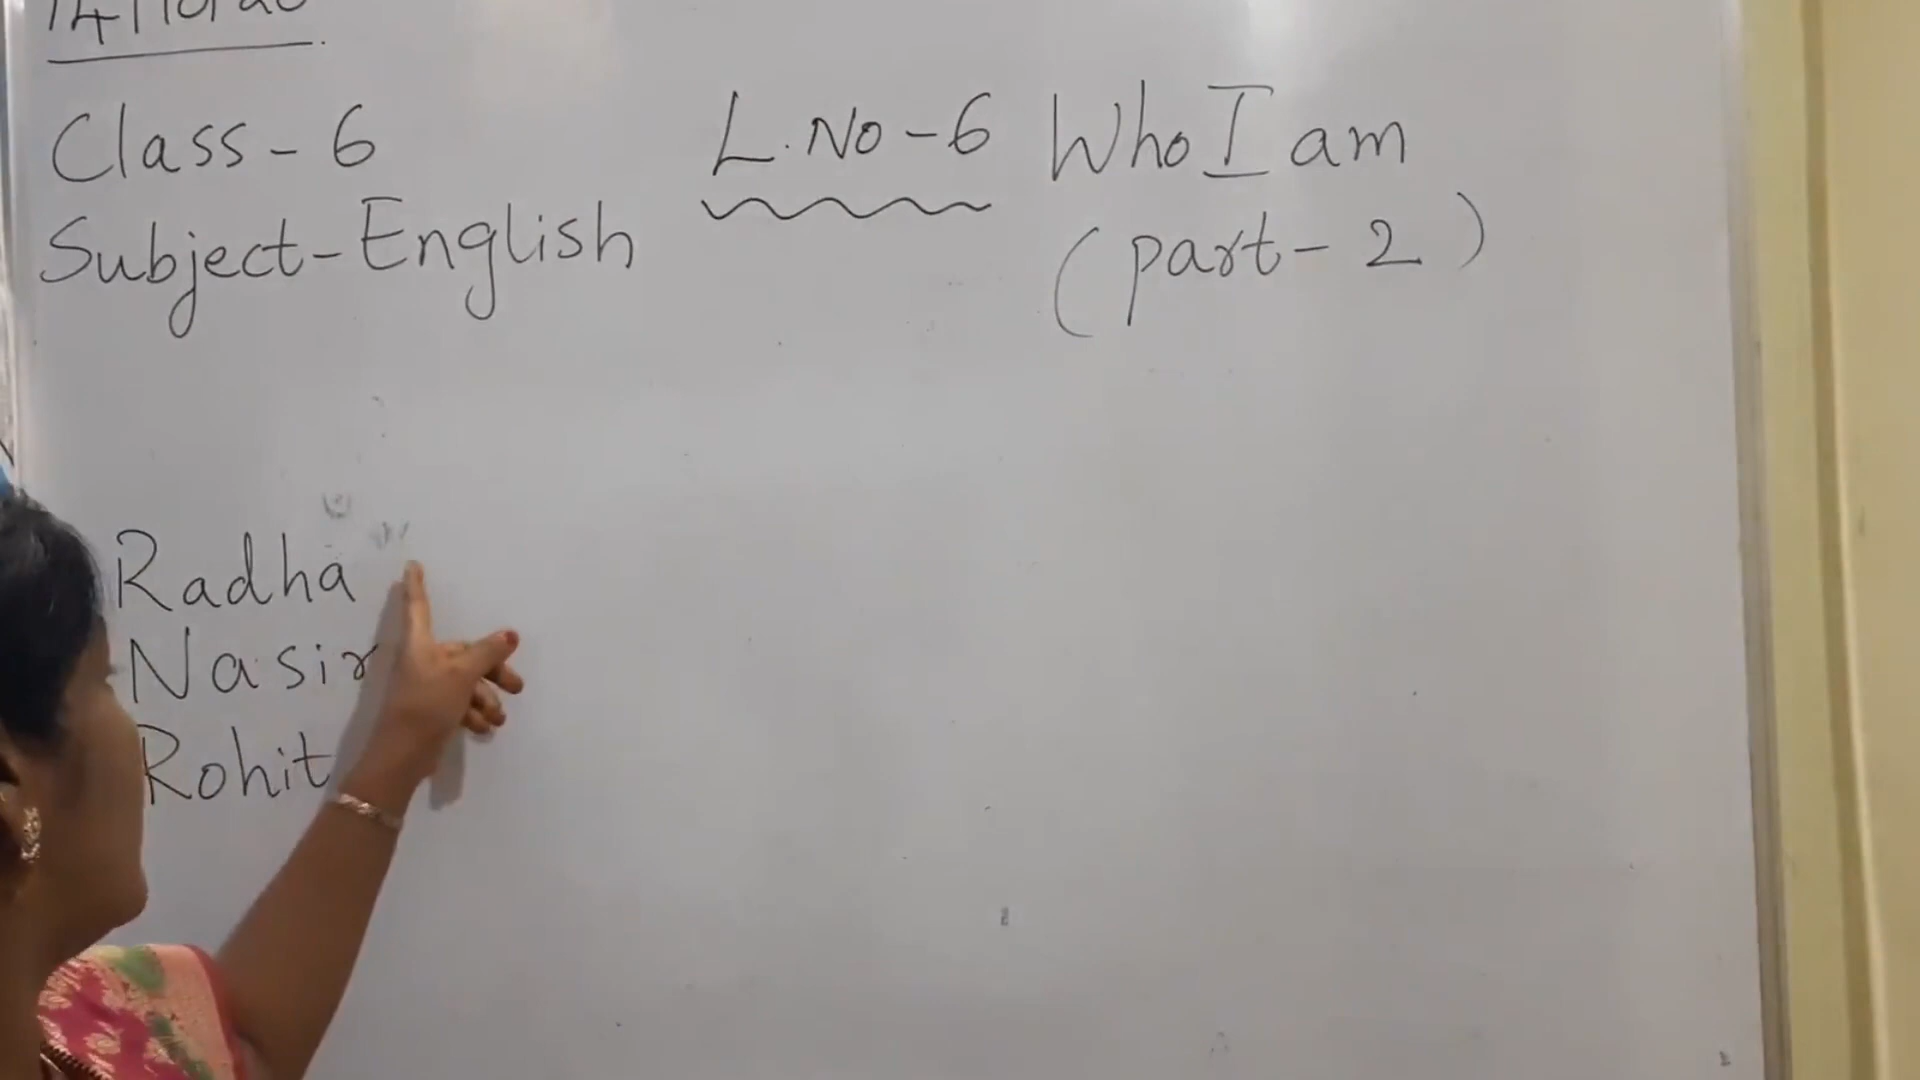 Class - 6
Subject - English
L. No - 6 Who I am
(part - 2)
Radha
Nasir
Rohit